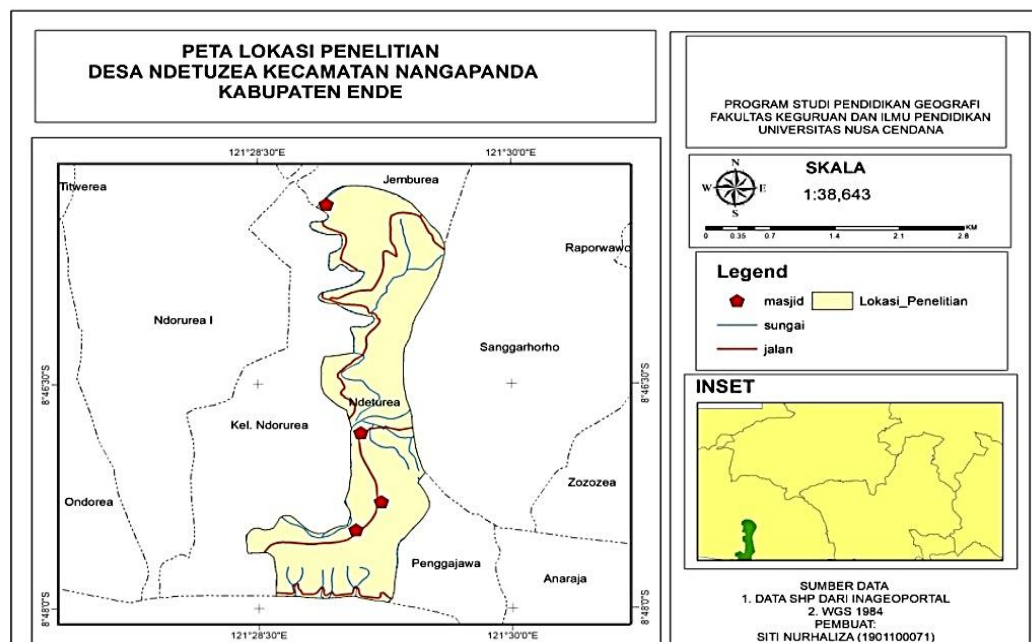 PETA LOKASI PENELITIAN
DESA NDETUZEA KECAMATAN NANGAPANDA
KABUPATEN ENDE
PROGRAM STUDI PENDIDIKAN GEOGRAFI
FAKULTAS KEGURUAN DAN ILMU PENDIDIKAN
UNIVERSITAS NUSA CENDANA
N
W E
S
SKALA
1:38,643
KM
0 0.35 0.7 1.4 2.1 2.8
Legend
masjid Lokasi_Penelitian
sungai
jalan
INSET
SUMBER DATA
1. DATA SHP DARI INAGEOPORTAL
2. WGS 1984
PEMBUAT:
SITI NURHALIZA (1901100071)
121°28'30"E 121°30'0"E
Titwerea
Jemburea
Raporwawo
Ndorurea I
Sanggarhorho
8°46'30"S 8°46'30"S
Ndeturea
Kel. Ndorurea
Zozozea
Ondorea
Penggajawa
Anaraja
8°48'0"S 8°48'0"S
121°28'30"E 121°30'0"E